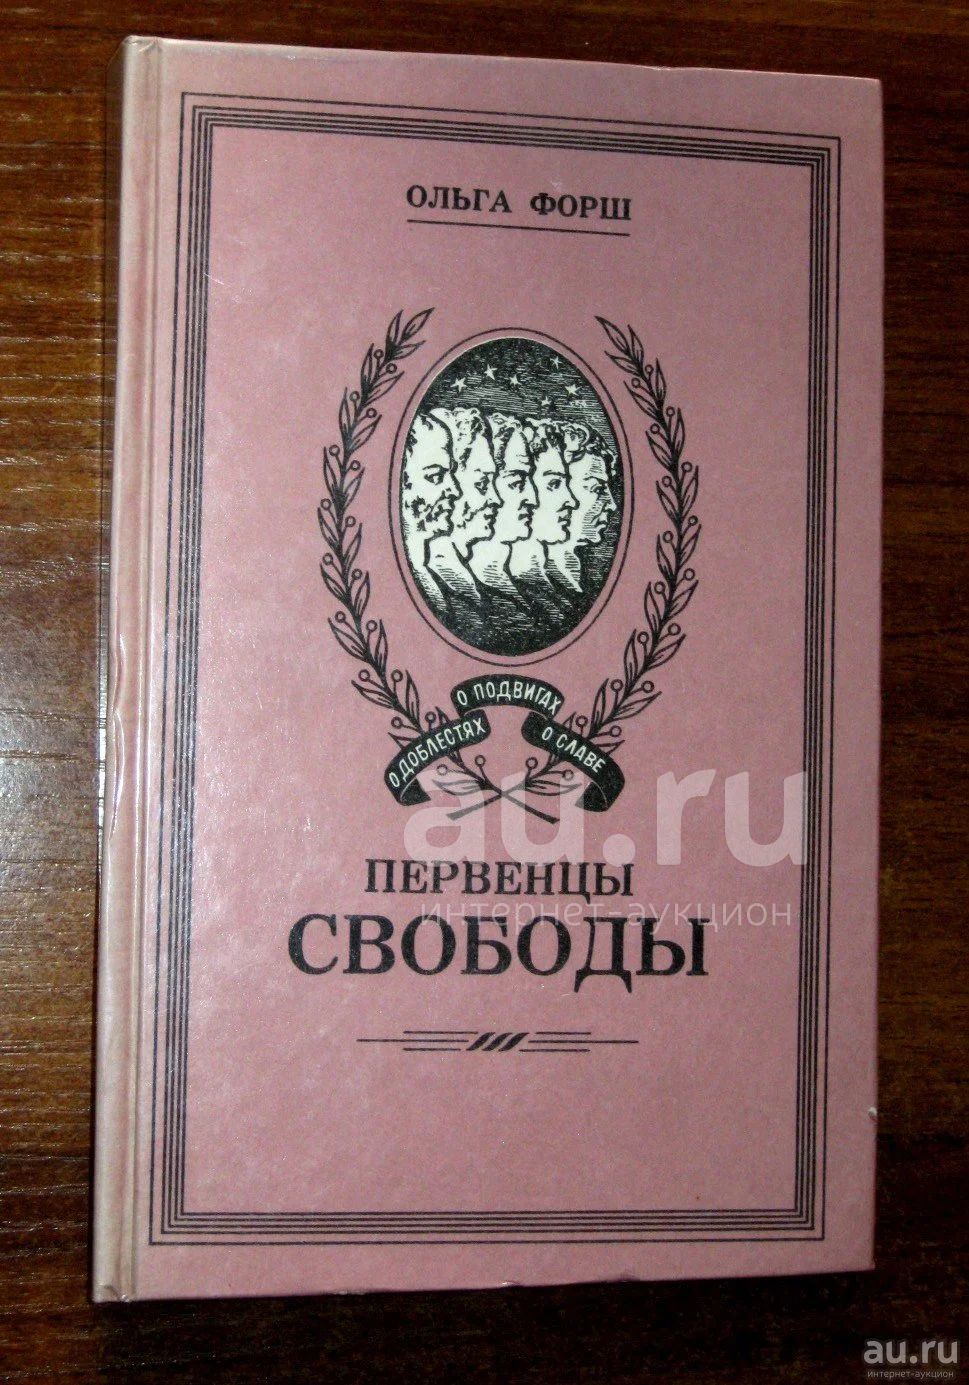 ОЛЬГА ФОРШ
О ДОБЛЕСТЯХ
О ПОДВИГАХ
О СЛАВЕ
au.ru
интернет-аукцион
ПЕРВЕНЦЫ
СВОБОДЫ
au.ru
интернет-аукцион